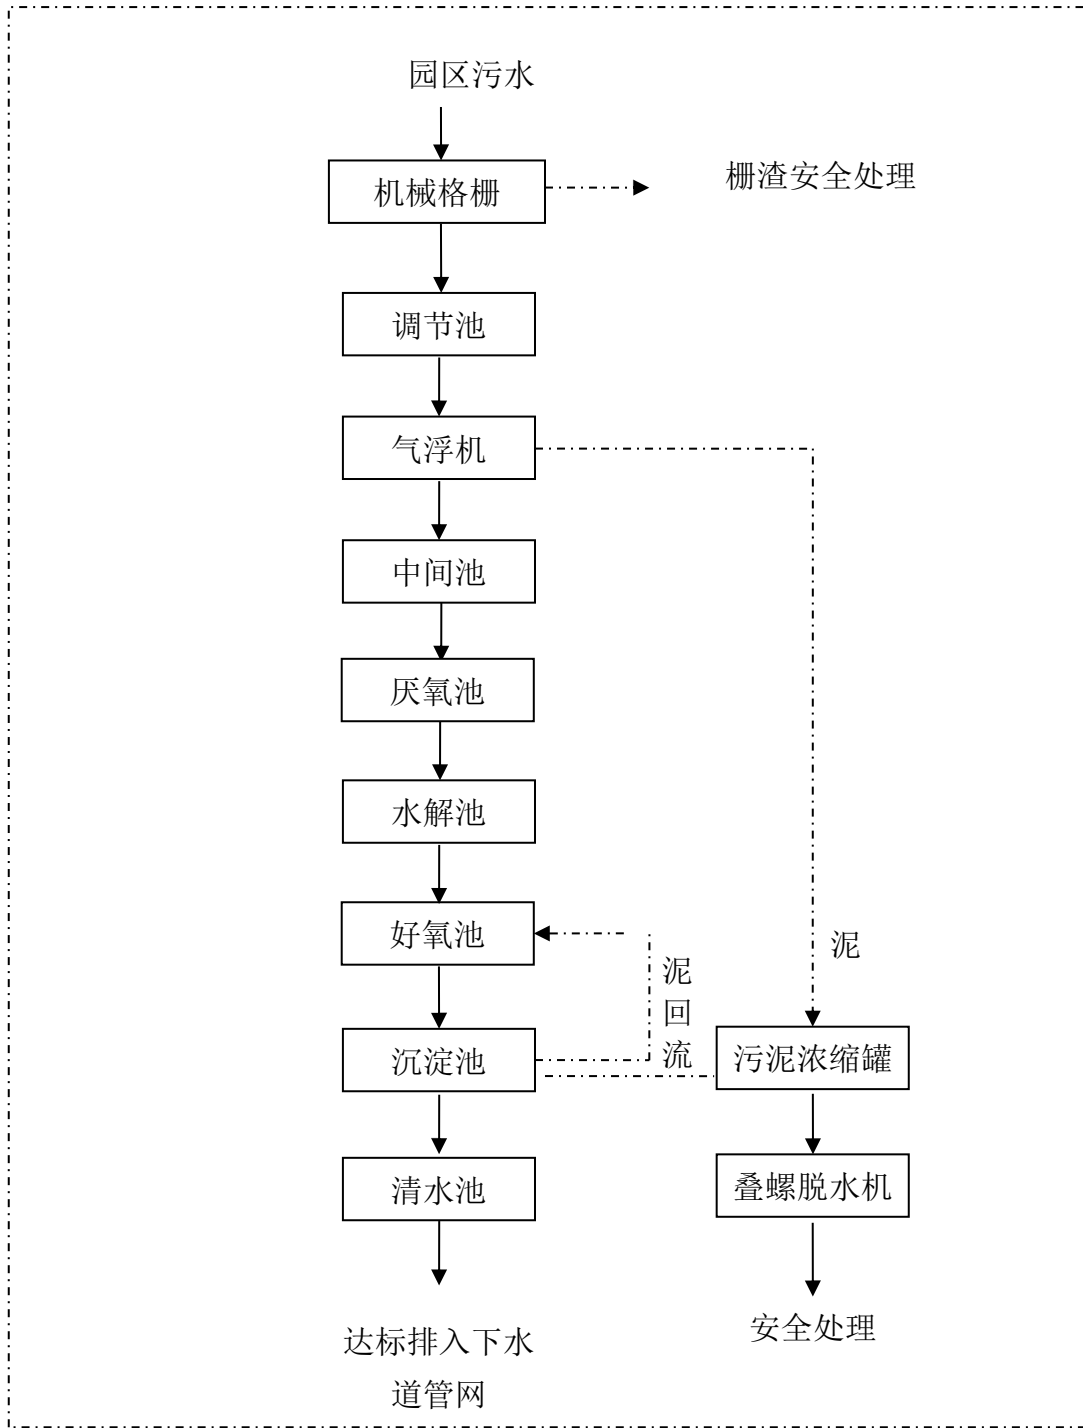 园区污水
机械格栅
栅渣安全处理
调节池
气浮机
中间池
厌氧池
水解池
好氧池
泥
泥
回
流
沉淀池
污泥浓缩罐
清水池
叠螺脱水机
达标排入下水
道管网
安全处理